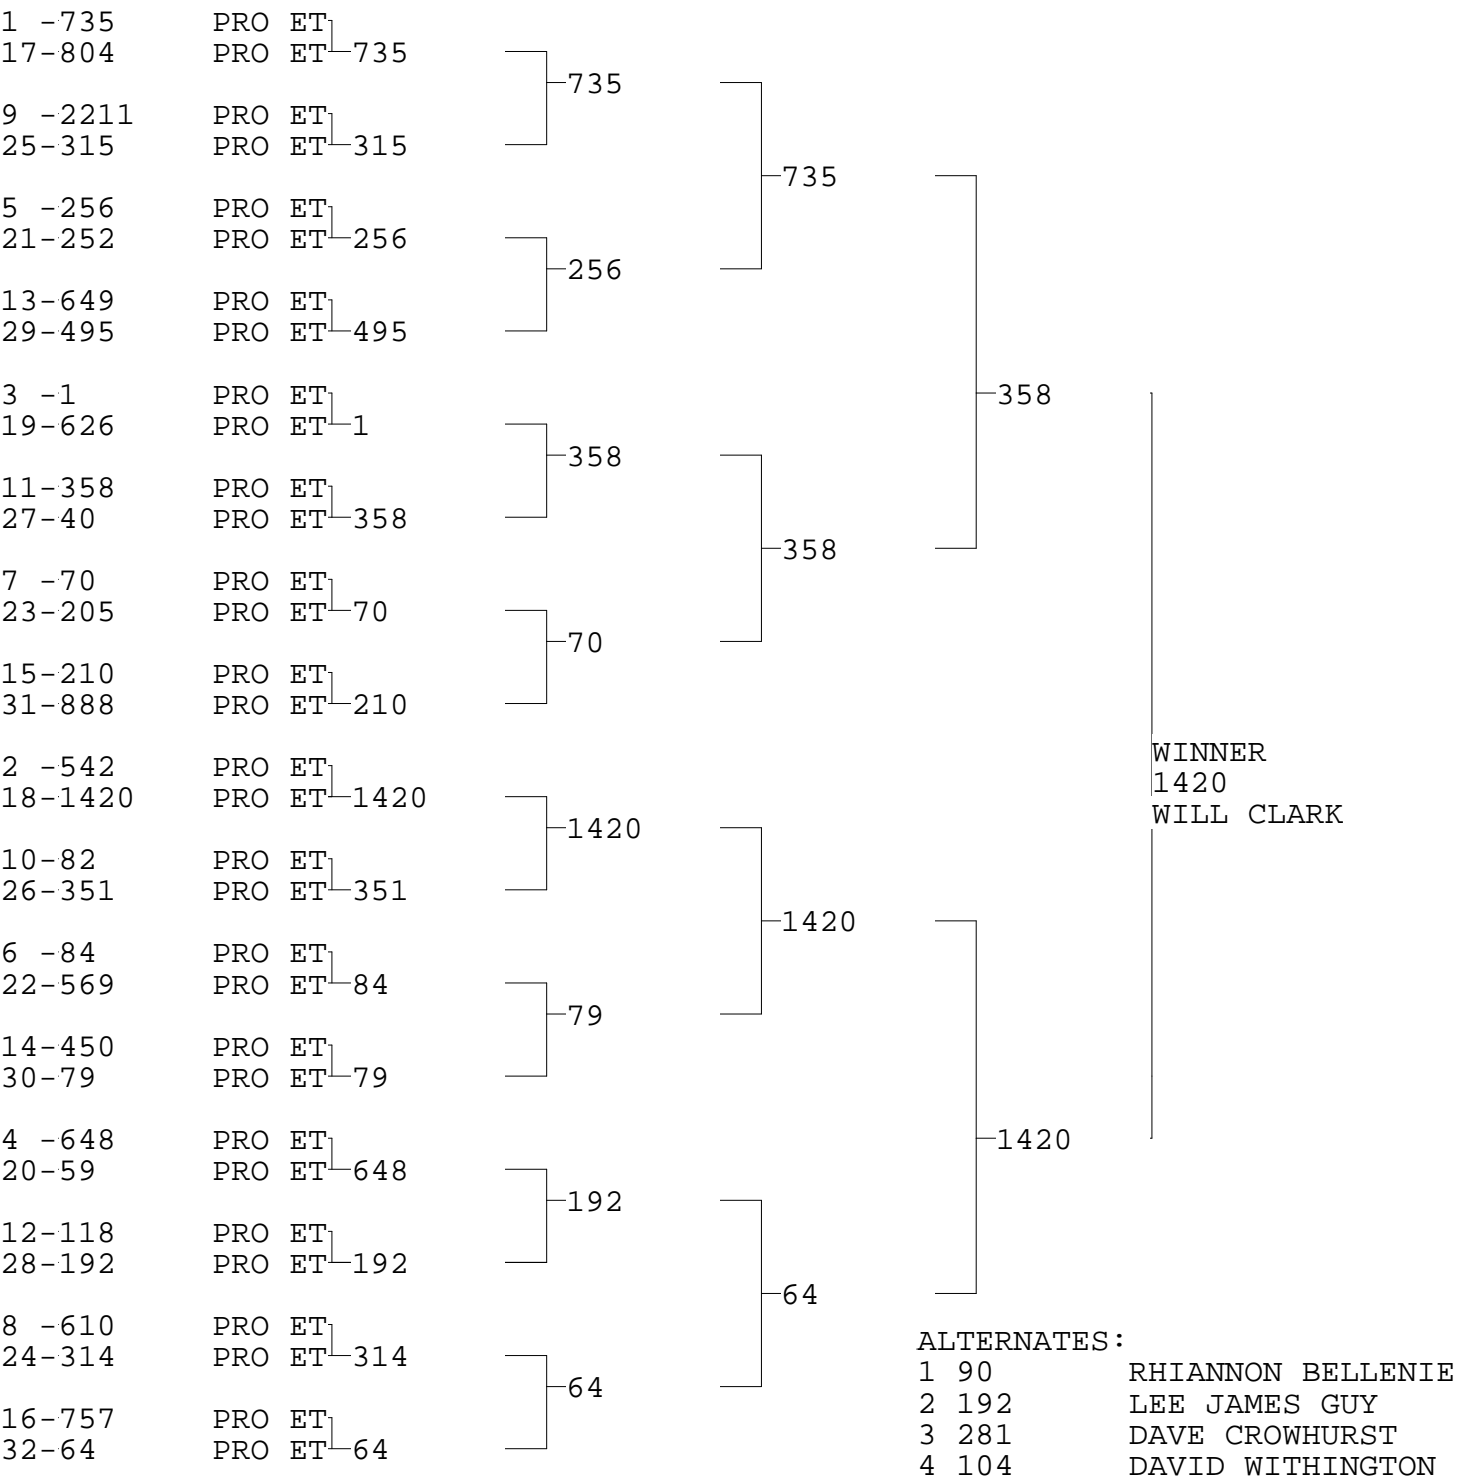 1 -735 PRO ET
17-804 PRO ET 735
735
9 -2211 PRO ET
25-315 PRO ET 315
735
5 -256 PRO ET
21-252 PRO ET 256
256
13-649 PRO ET
29-495 PRO ET 495
3 -1 PRO ET
358
19-626 PRO ET 1
358
11-358 PRO ET
27-40 PRO ET 358
358
7 -70 PRO ET
23-205 PRO ET 70
70
15-210 PRO ET
31-888 PRO ET 210
WINNER
2 -542 PRO ET
1420
18-1420 PRO ET 1420
WILL CLARK
1420
10-82 PRO ET
26-351 PRO ET 351
1420
6 -84 PRO ET
22-569 PRO ET 84
79
14-450 PRO ET
30-79 PRO ET 79
4 -648 PRO ET
1420
20-59 PRO ET 648
192
12-118 PRO ET
28-192 PRO ET 192
64
8 -610 PRO ET
24-314 PRO ET 314
64
16-757 PRO ET
32-64 PRO ET 64
ALTERNATES:
1 90 RHIANNON BELLENIE
2 192 LEE JAMES GUY
3 281 DAVE CROWHURST
4 104 DAVID WITHINGTON